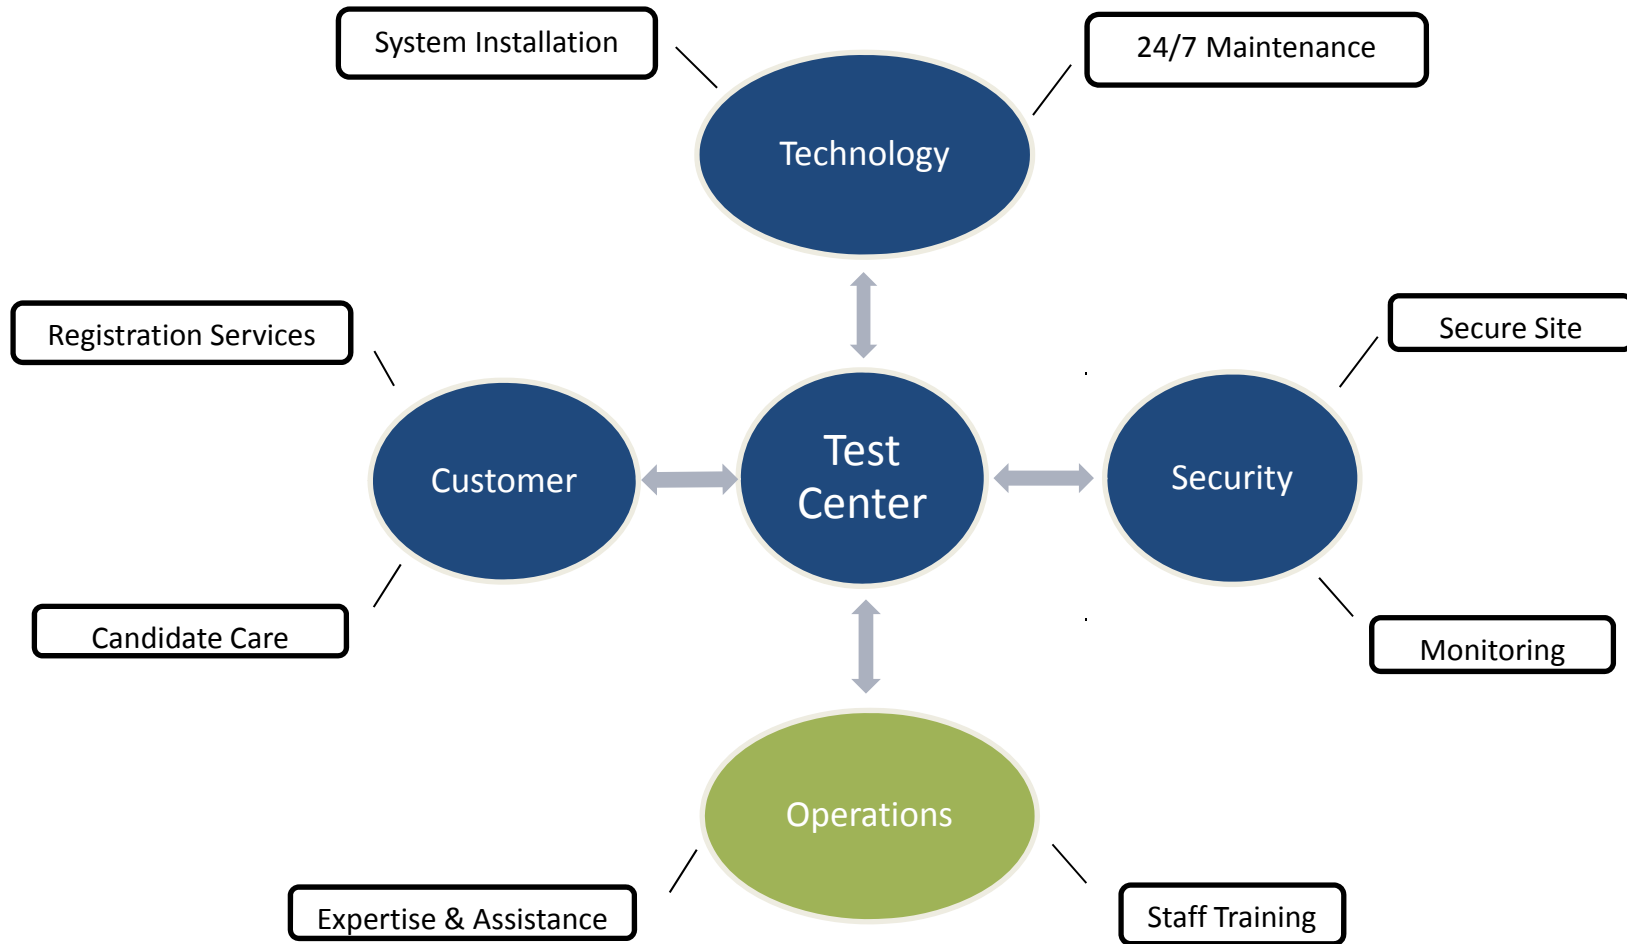 System Installation
24/7 Maintenance
Technology
Registration Services
Secure Site
Customer
Test
Center
Security
Candidate Care
Monitoring
Operations
Expertise & Assistance
Staff Training